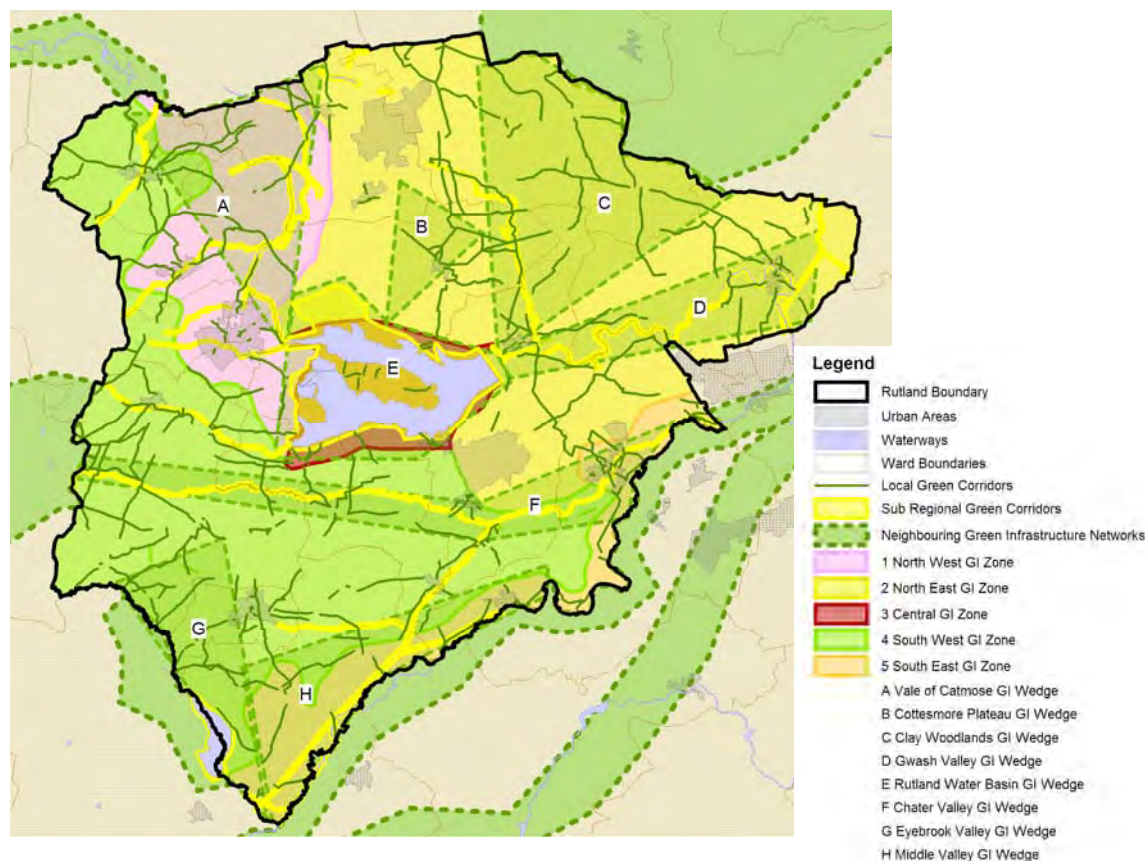 A
B
C
D
E
F
G
H
Legend
Rutland Boundary
Urban Areas
Waterways
Ward Boundaries
Local Green Corridors
Sub Regional Green Corridors
Neighbouring Green Infrastructure Networks
1 North West GI Zone
2 North East GI Zone
3 Central GI Zone
4 South West GI Zone
5 South East GI Zone
A Vale of Catmose GI Wedge
B Cottesmore Plateau GI Wedge
C Clay Woodlands GI Wedge
D Gwash Valley GI Wedge
E Rutland Water Basin GI Wedge
F Chater Valley GI Wedge
G Eyebrook Valley GI Wedge
H Middle Valley GI Wedge